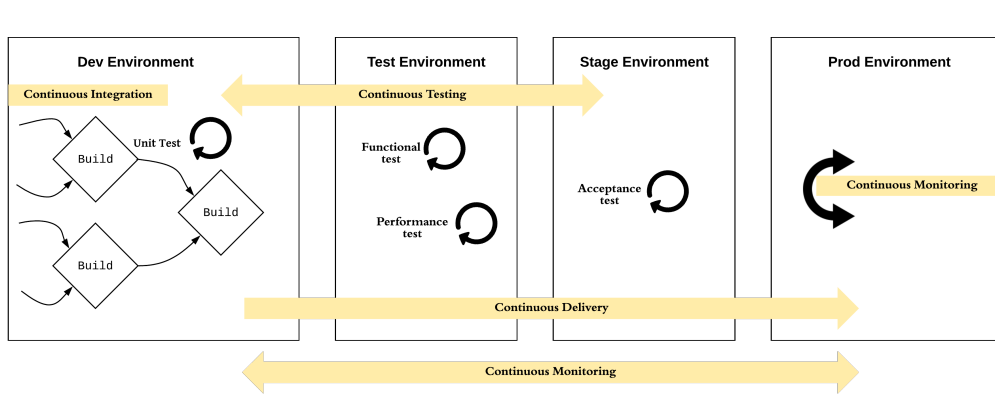 Dev Environment
Test Environment
Stage Environment
Prod Environment
Continuous Integration
Continuous Testing
Build
Unit Test
Build
Build
Functional
test
Performance
test
Acceptance
test
Continuous Monitoring
Continuous Delivery
Continuous Monitoring